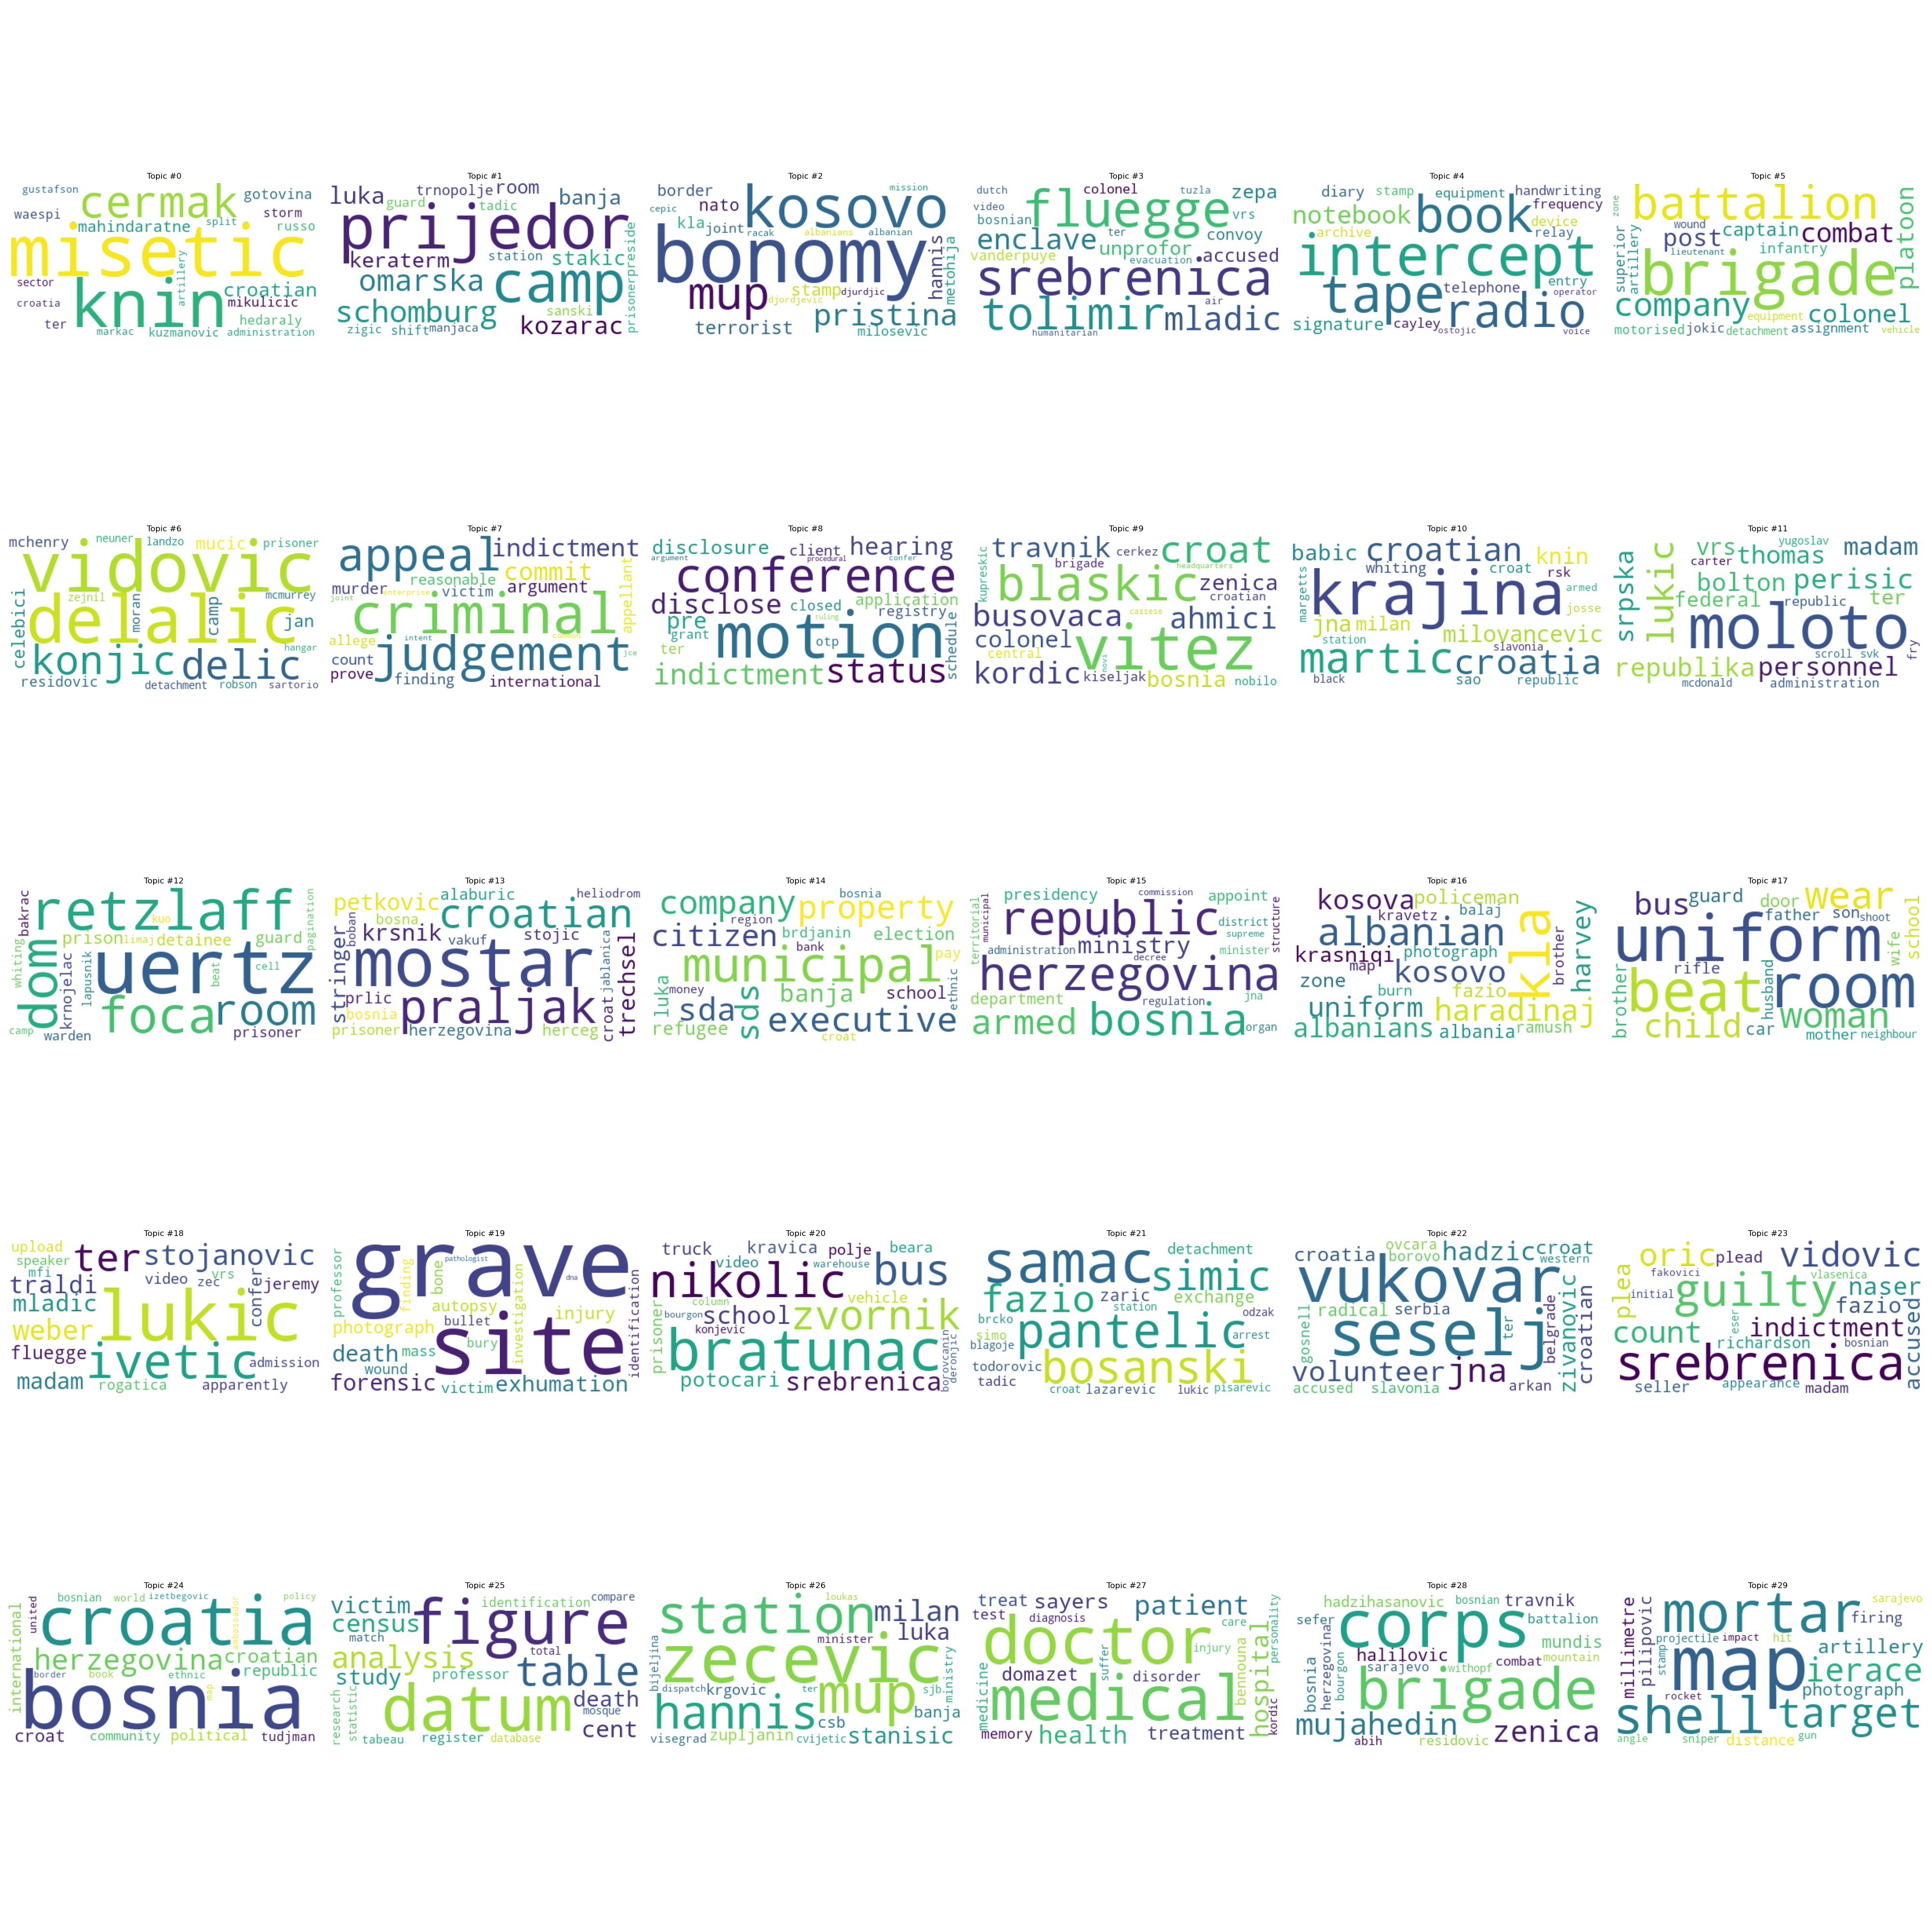 Topic #0
gustafson cermak gotovina
waespi storm
mahindaratne split russo
misetic
sector artillery croatian
croatia knin mikulicic
ter hedaralу
markac kuzmanovic administration
Topic #1
luka trnopolje room banja
guard tadic
prijedor
keraterm station stakic
omarska camp
schomburg sanski kozarac
zigic shift manjaca
prisonerpreside
Topic #2
border mission
cepic nato kosovo
kla joint racak albanians albanian
bonomy hannis
mup stamp djurdjic metohija
djordjevic pristina
terrorist milosevic
Topic #3
dutch colonel tuzla zepa
video fluegge vrs
bosnian ter convoy
enclave unprofor
vanderpuye evacuation accused
srebrenica
air
tolimir mladic
humanitarian
Topic #4
diary stamp equipment handwriting
notebook book frequency
archive device
relay
intercept
telephone entry
tape radio operator
signature cayley ostojic voice
Topic #5
zone battalion
wound captain combat platoon
superior post infantry
artillery lieutenant
brigade
company colonel
equipment
motorised jokic detachment assignment vehicle
Topic #6
mchenry neuner landzo mucic prisoner
vidovic
zejnil mcmurrey
celebici delalic moran camp jan
konjic delic hangar
residovic detachment robson sartorio
Topic #7
appeal indictment
reasonable commit
murder victim argument
joint enterprise appellant
criminal
allege intent common
count judgement jce
prove finding international
Topic #8
disclosure client hearing
argument procedural confer
conference
disclose closed application
pre ruling registry
grant otp schedule
ter motion
indictment status
Topic #9
travnik cerkez croat
kupreskic brigade headquarters
blaskic zenica
cassese croatian
busovaca ahmici
colonel
central vitez
kordic novi
kiseljak bosnia nobilo
Topic #10
babic croatian knin
whiting croat rsk
margetts krajina armed
jna milan josse
station milovancevic
slavonia
martic croatia
black sao republic
Topic #11
yugoslav
srpska lukic vrs thomas madam
carter bolton perisic
federal republic ter
moloto
scroll svk fry
republika personnel
mcdonald administration
Topic #12
bakrac retzlaff pagination
kuo
dom prison limaj detainee guard
whiting uertz cell
krnojelac lapusnik beat
foca room
camp warden prisoner
Topic #13
petkovic alaburic heliodrom
boban bosna croatian
krsnik vakuf stojic
stringer mostar jablanica
prlic praljak croat trechsel
bosnia
prisoner herzegovina herceg
Topic #14
company bosnia property
region
citizen brdjanin election
bank
municipal pay
luka money sds banja school ethnic
sda
refugee executive
croat
Topic #15
presidency commission appoint
territorial municipal republic district structure
supreme
administration ministry minister
decree
herzegovina
department regulation jna
armed bosnia organ
Topic #16
kosova policeman
kravetz balaj
albanian kla harvey
krasniqi photograph brother
map kosovo
zone burn fazio
uniform haradinaj
albanians albania ramush
Topic #17
bus guard door wear
father son shoot school
uniform wife
rifle
beat husband room
brother woman
child car
mother neighbour
Topic #18
upload ter stojanovic
speaker
mfi video zec vrs
traldi confer jeremy
mladic
weber lukic
fluegge ivetic admission
madam rogatica apparently
Topic #19
professor grave pathologist
finding bone dna
autopsy investigation injury identification
photograph bullet
bury
death mass site
wound
forensic victim exhumation
Topic #20
truck kravica polje beara
video warehouse
nikolic bus
column vehicle
prisoner bourgon school zvornik
konjevic
bratunac borovcanin deronjic
potocari srebrenica
Topic #21
samac detachment
simic
fazio zaric exchange
station odzak
brcko
simo pantelic arrest
blagoje
todorovic bosanski
tadic
croat lazarevic lukic pisarevic
Topic #22
croatia ovcara hadzic croat
borovo western
vukovar
gosnell radical serbia zivanovic
seselj ter belgrade croatian
volunteer jna
accused slavonia arkan
Topic #23
oric plead vidovic
fakovici vlasenica
plea initial guilty naser
fazio
count eser indictment
richardson bosnian accused
srebrenica
seller appearance madam
Topic #24
bosnian world izetbegovic policy
united
international croatia ambassador
herzegovina croatian
border book ethnic republic
bosnia map
croat community political tudjman
Topic #25
victim identification compare
census figure
match total
analysis table
study professor
research statistic datum death
mosque
cent
tabeau register database
Topic #26
loukas
station milan
minister luka
bijeljina zecevic ministry
dispatch krgovic ter sjb
hannis mup banja
csb
visegrad zupljanin cvijetic stanisic
Topic #27
treat sayers patient
test diagnosis care personality
doctor
injury
medicine domazet suffer disorder bennouna hospital
medical
memory health treatment kordic
Topic #28
hadzihasanovic bosnian travnik
sefer corps battalion
halilovic mundis
bosnia herzegovina sarajevo withopf combat mountain
bourgon brigade
mujahedin zenica
abih residovic
Topic #29
sarajevo
mortar firing
millimetre pilipovic projectile impact hit artillery
stamp map ierace
rocket photograph
shell target
angle sniper distance gun